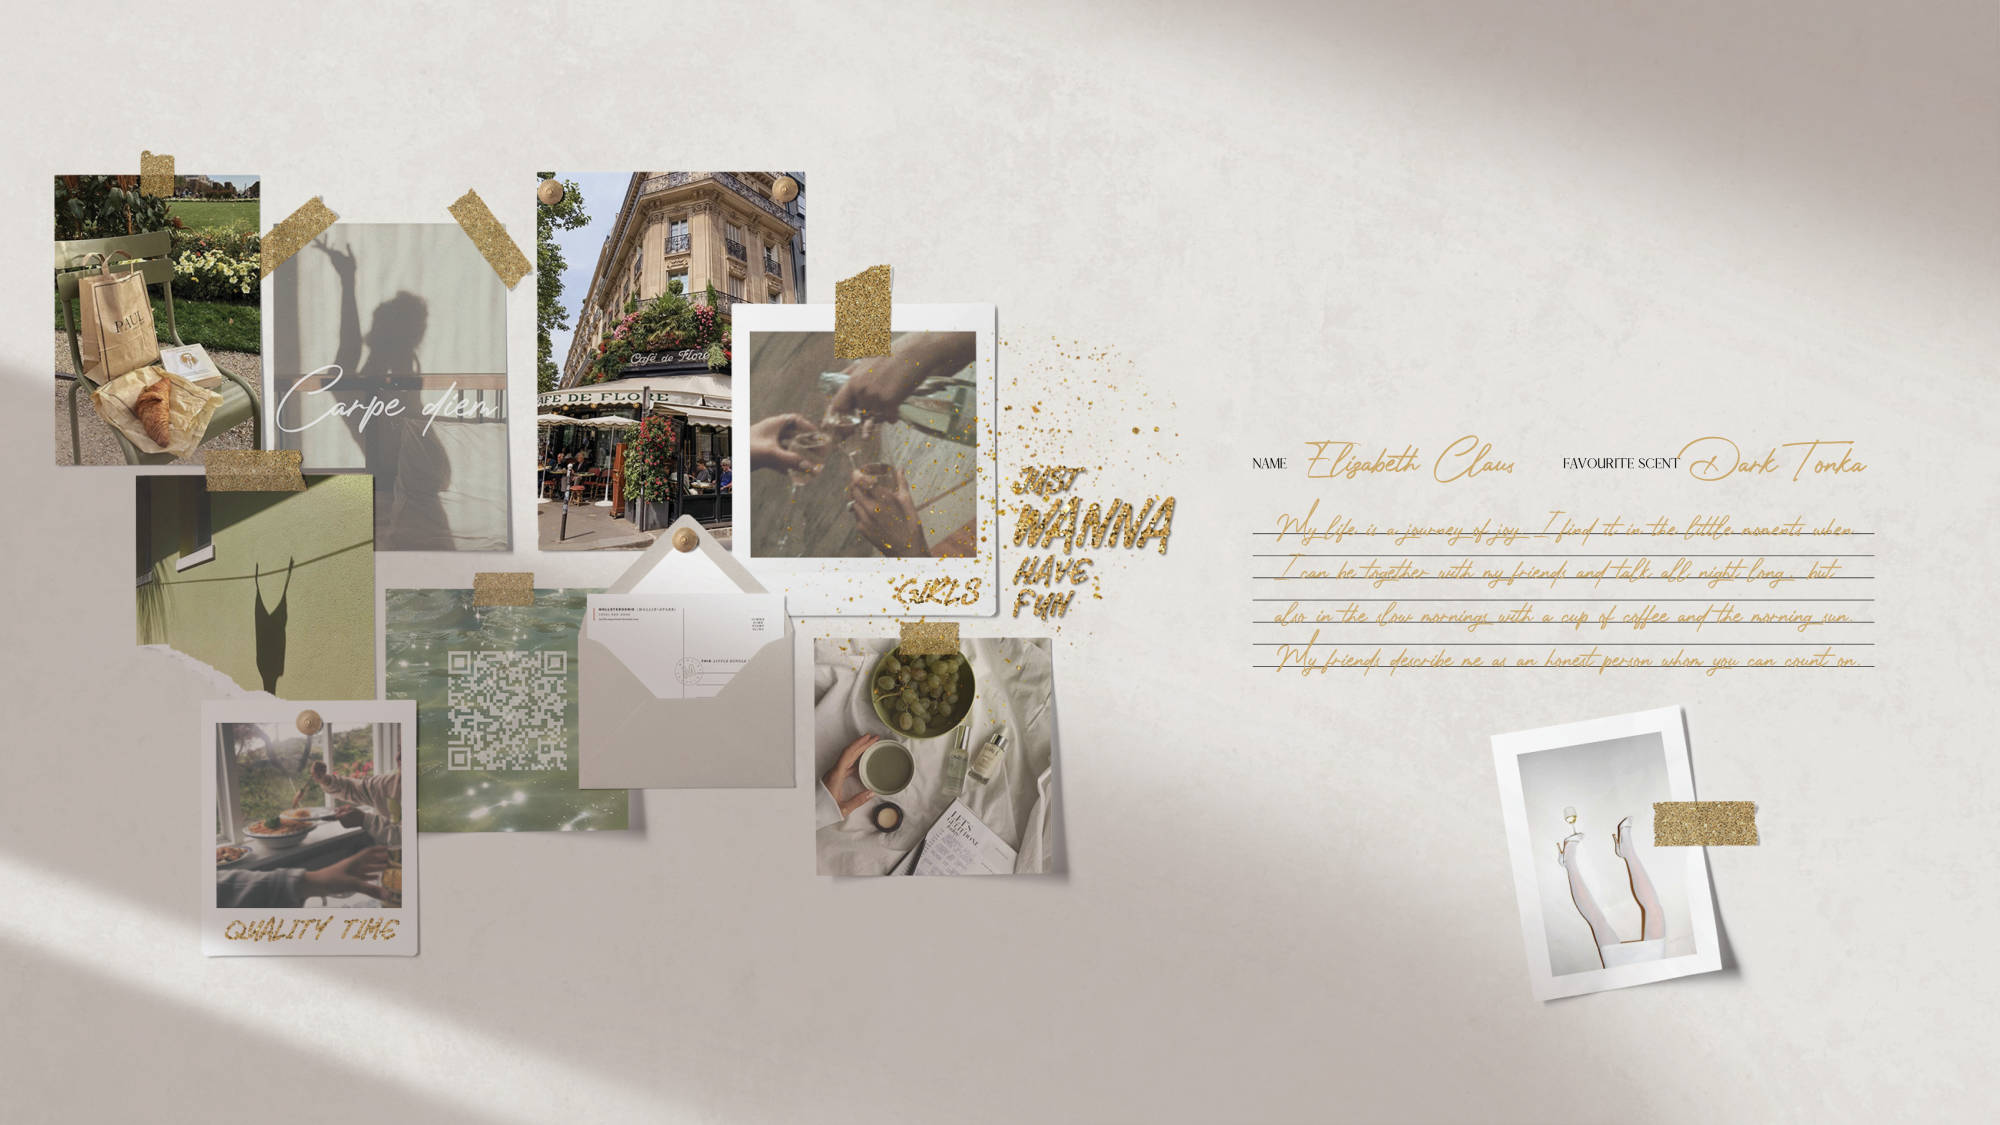 PAUL
Carpe diem
Café de Flore
CAFE DE FLORE
GIRLS
JUST
WANNA
HAVE
FUN
QUALITY TIME
LET'S
NAME Elizabeth Claus FAVOURITE SCENT Dark Tonka
My life is a journey of joy. I find it in the little moments when
I can be together with my friends and talk all night long, but
also in the slow mornings with a cup of coffee and the morning sun.
My friends describe me as an honest person whom you can count on.